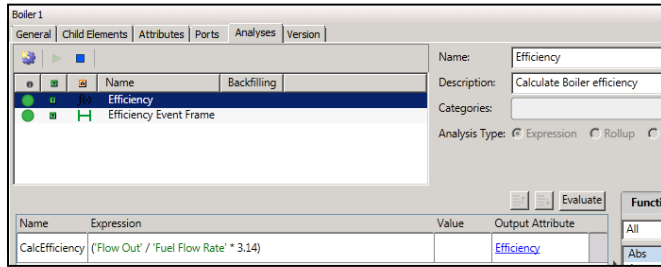 Boiler 1
General Child Elements Attributes Ports Analyses Version
Name: Efficiency
Description: Calculate Boiler efficiency
Categories:
Analysis Type: Expression Rollup
Name Backfilling
f(x) Efficiency
Efficiency Event Frame
Evaluate
Functi
Name Expression Value Output Attribute
All
CalcEfficiency ('Flow Out' / 'Fuel Flow Rate' * 3.14) Efficiency
Abs